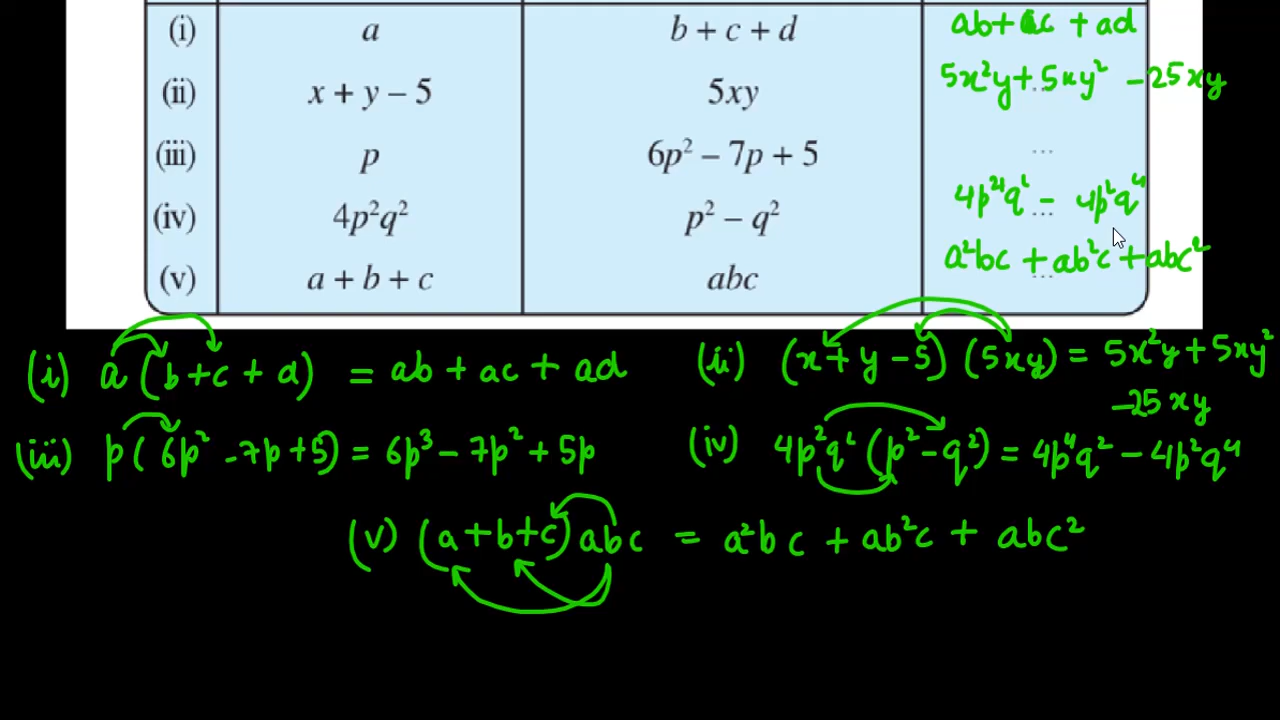 (i) a b + c + d ab + ac + ad
(ii) x + y – 5 5xy 5x²y + 5xy² - 25xy
(iii) p 6p² – 7p + 5 ...
(iv) 4p²q² p² – q² 4p⁴q² - 4p²q⁴
(v) a + b + c abc a²bc + ab²c + abc²
(i) a (b + c + d) = ab + ac + ad
(ii) (x + y - 5) (5xy) = 5x²y + 5xy²
-25xy
(iii) p (6p² - 7p + 5) = 6p³ - 7p² + 5p
(iv) 4p²q² (p² - q²) = 4p⁴q² - 4p²q⁴
(v) (a + b + c) abc = a²bc + ab²c + abc²